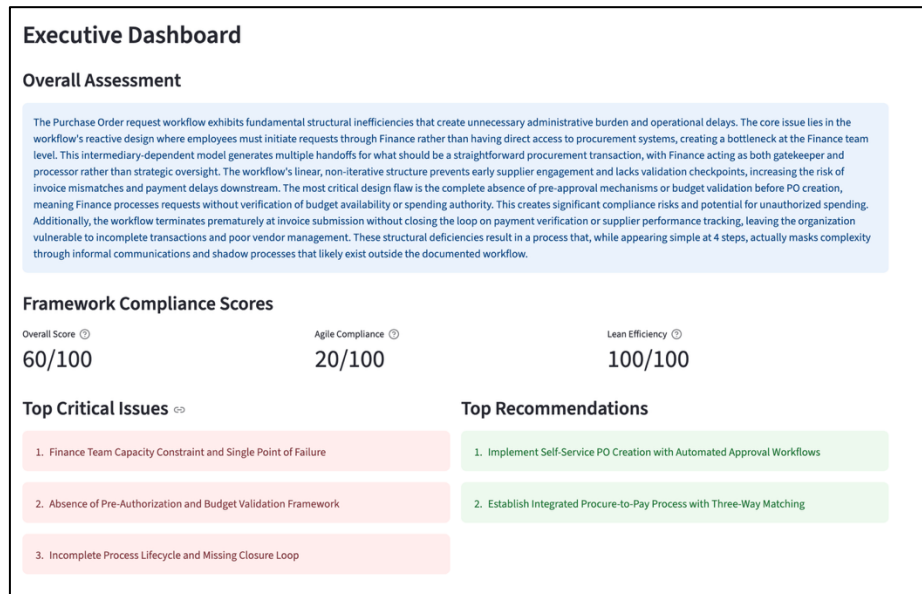 Executive Dashboard
Overall Assessment
The Purchase Order request workflow exhibits fundamental structural inefficiencies that create unnecessary administrative burden and operational delays. The core issue lies in the
workflow's reactive design where employees must initiate requests through Finance rather than having direct access to procurement systems, creating a bottleneck at the Finance team
level. This intermediary-dependent model generates multiple handoffs for what should be a straightforward procurement transaction, with Finance acting as both gatekeeper and
processor rather than strategic oversight. The workflow's linear, non-iterative structure prevents early supplier engagement and lacks validation checkpoints, increasing the risk of
invoice mismatches and payment delays downstream. The most critical design flaw is the complete absence of pre-approval mechanisms or budget validation before PO creation,
meaning Finance processes requests without verification of budget availability or spending authority. This creates significant compliance risks and potential for unauthorized spending.
Additionally, the workflow terminates prematurely at invoice submission without closing the loop on payment verification or supplier performance tracking, leaving the organization
vulnerable to incomplete transactions and poor vendor management. These structural deficiencies result in a process that, while appearing simple at 4 steps, actually masks complexity
through informal communications and shadow processes that likely exist outside the documented workflow.
Framework Compliance Scores
Overall Score
60/100
Agile Compliance
20/100
Lean Efficiency
100/100
Top Critical Issues
1. Finance Team Capacity Constraint and Single Point of Failure
2. Absence of Pre-Authorization and Budget Validation Framework
3. Incomplete Process Lifecycle and Missing Closure Loop
Top Recommendations
1. Implement Self-Service PO Creation with Automated Approval Workflows
2. Establish Integrated Procure-to-Pay Process with Three-Way Matching